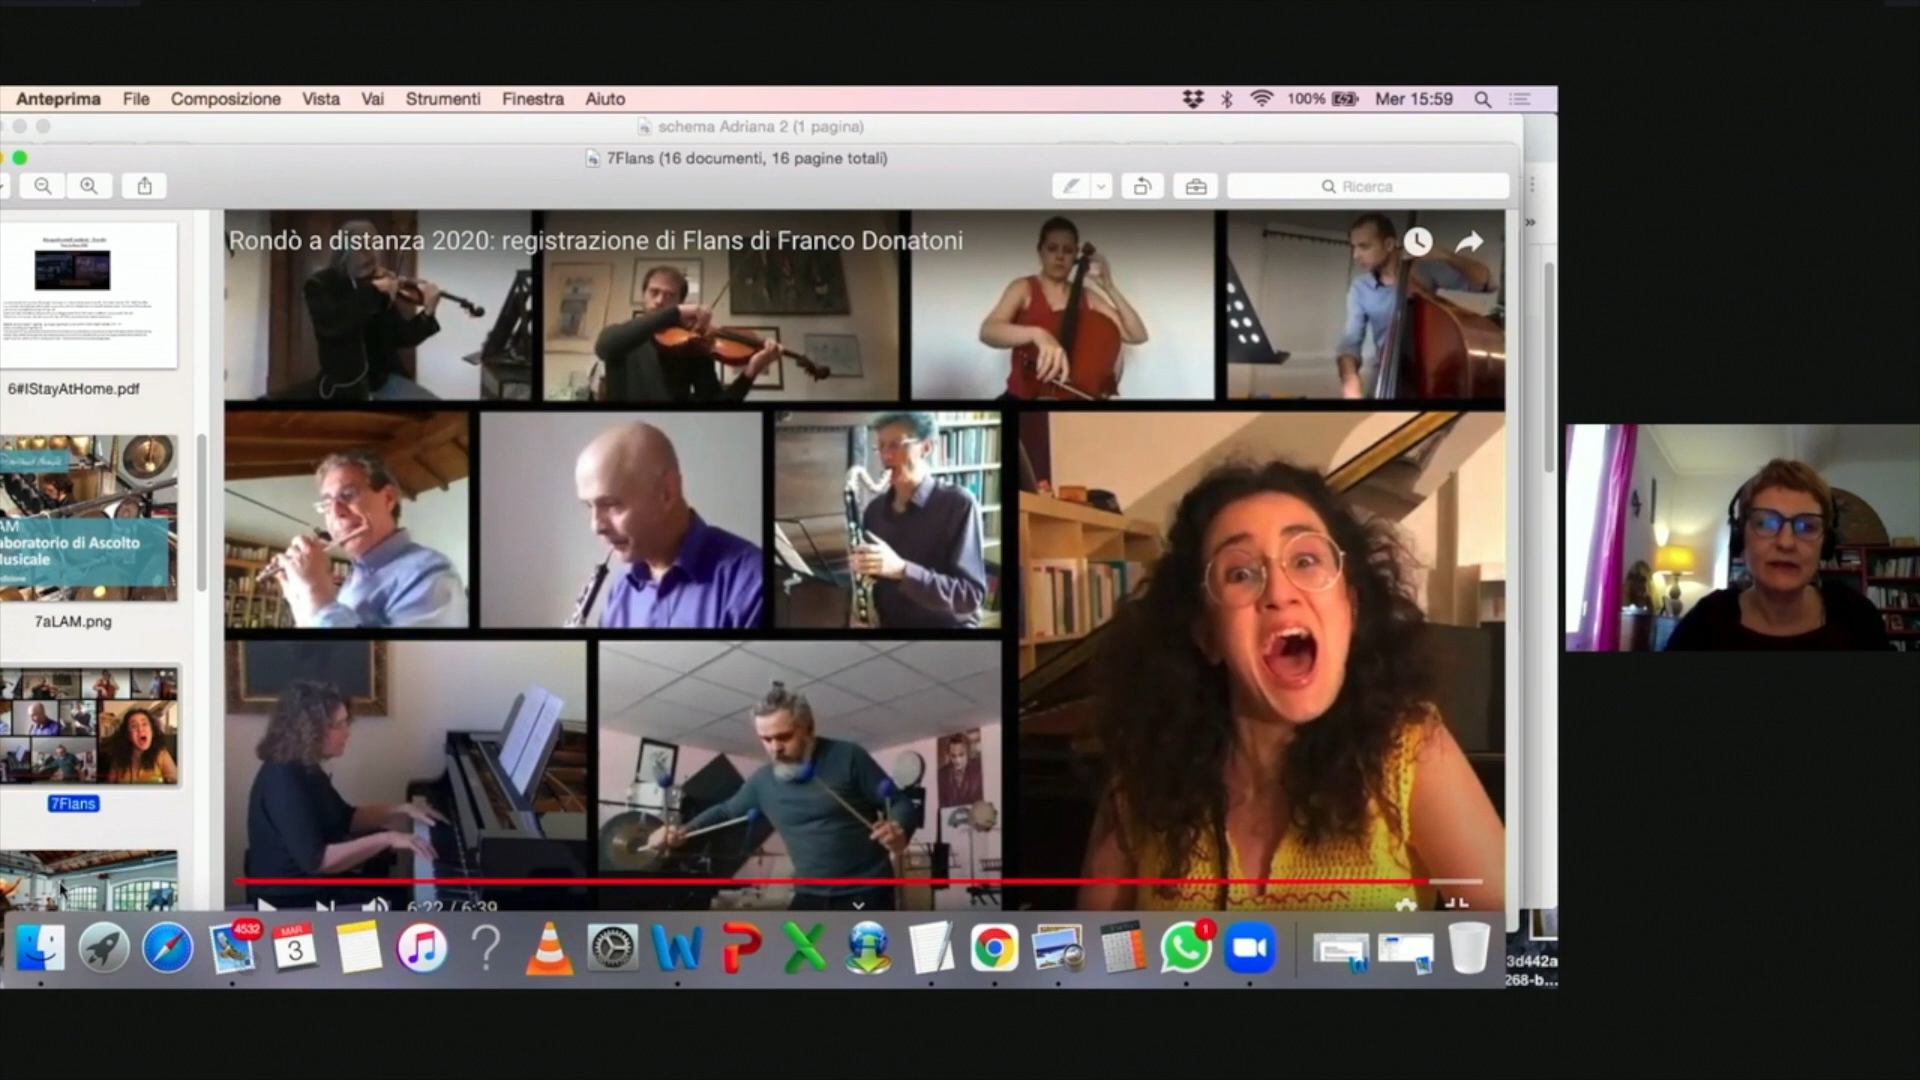 Anteprima File Composizione Vista Vai Strumenti Finestra Aiuto 100% Mer 15:59
schema Adriana 2 (1 pagina)
7Flans (16 documenti, 16 pagine totali)
Ricerca
Rondò a distanza 2020: registrazione di Flans di Franco Donatoni
6#IStayAtHome.pdf
AM
aboratorio di Ascolto
Musicale
7aLAM.png
7Flans
6:22 / 6:39
4532
MAR
3
1
3d442a
268-b...